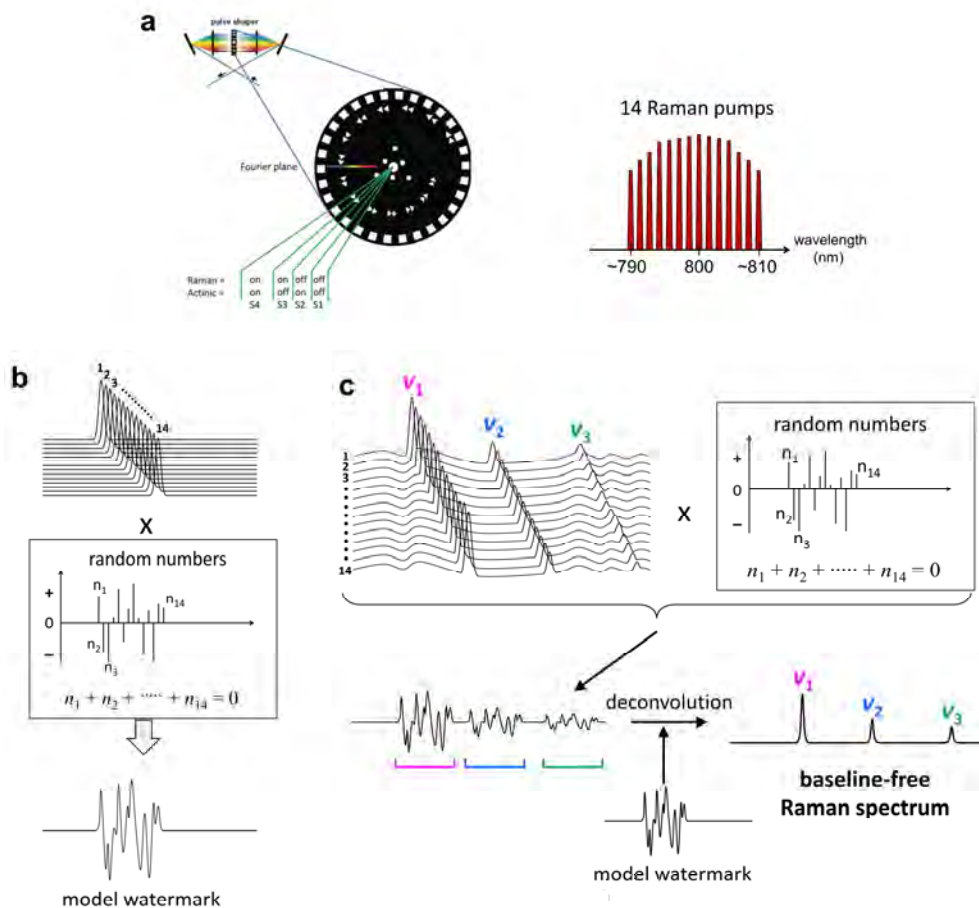 a
pulse shaper
Fourier plane
Raman = on on off off
Actinic = on off on off
S4 S3 S2 S1
14 Raman pumps
wavelength
(nm)
~790 800 ~810
b
1
2
3
14
X
random numbers
+
0
−
n1
n2
n3
n14
n1 + n2 + ····· + n14 = 0
model watermark
c
ν1
ν2
ν3
1
2
3
14
X
random numbers
+
0
−
n1
n2
n3
n14
n1 + n2 + ····· + n14 = 0
deconvolution
model watermark
ν1
ν2
ν3
baseline-free
Raman spectrum